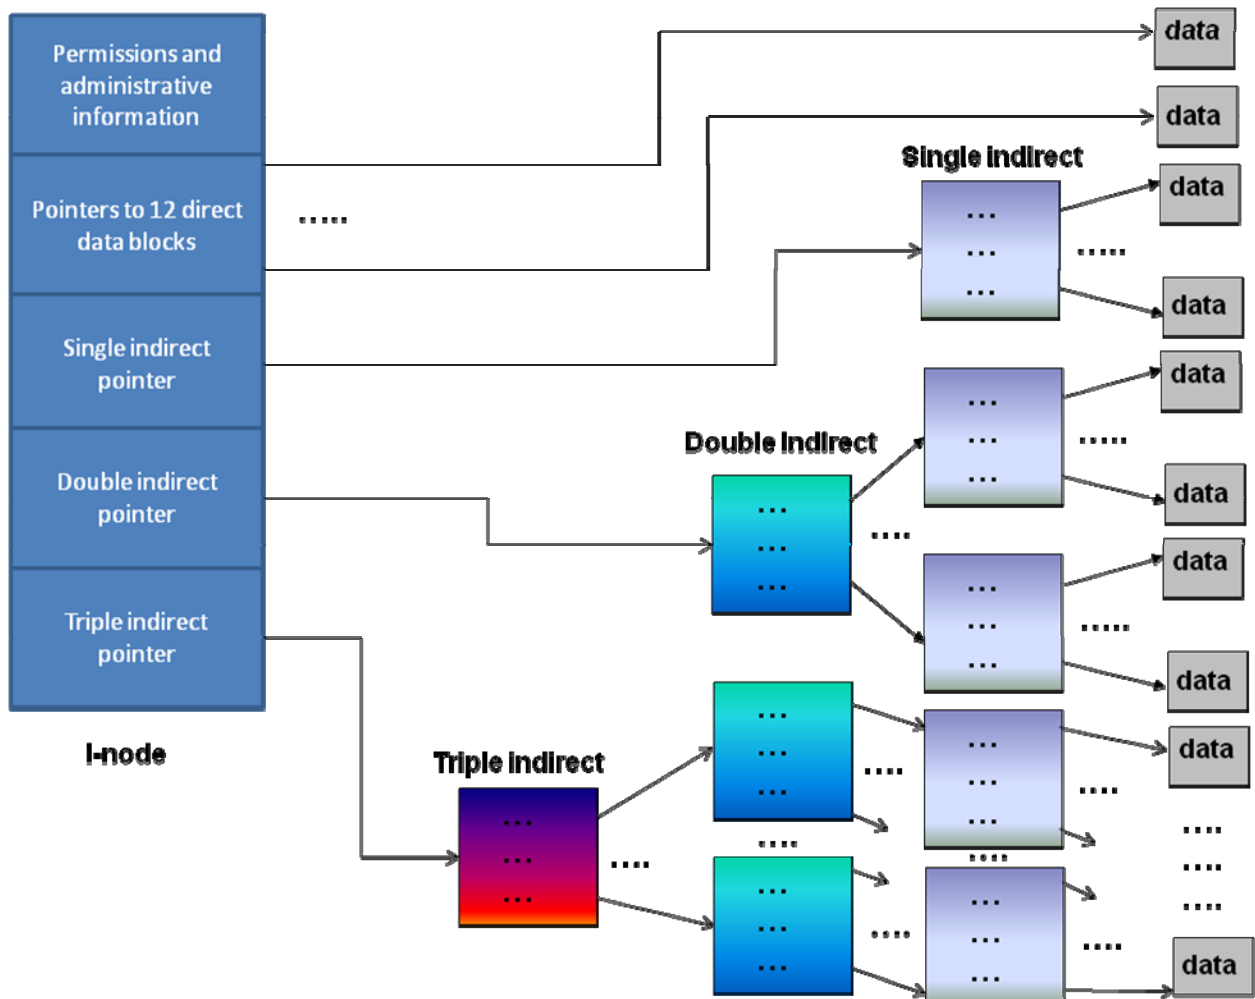 Permissions and
administrative
information
Pointers to 12 direct
data blocks
Single indirect
pointer
Double indirect
pointer
Triple indirect
pointer
I-node
Single indirect
Double indirect
Triple indirect
data
data
data
data
data
data
data
data
data
data